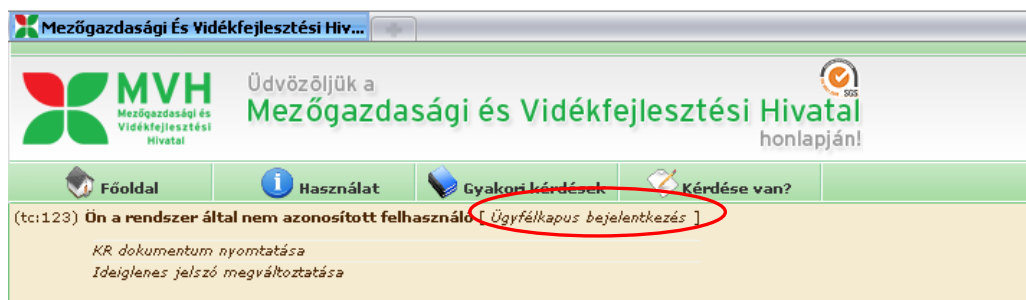 Mezőgazdasági És Vidékfejlesztési Hiv...
MVH
Mezőgazdasági és
Vidékfejlesztési
Hivatal
Üdvözöljük a
Mezőgazdasági és Vidékfejlesztési Hivatal
honlapján!
SGS
Főoldal
Használat
Gyakori kérdések
Kérdése van?
(tc:123) Ön a rendszer által nem azonosított felhasználó [ Ügyfélkapus bejelentkezés ]
KR dokumentum nyomtatása
Ideiglenes jelszó megváltoztatása